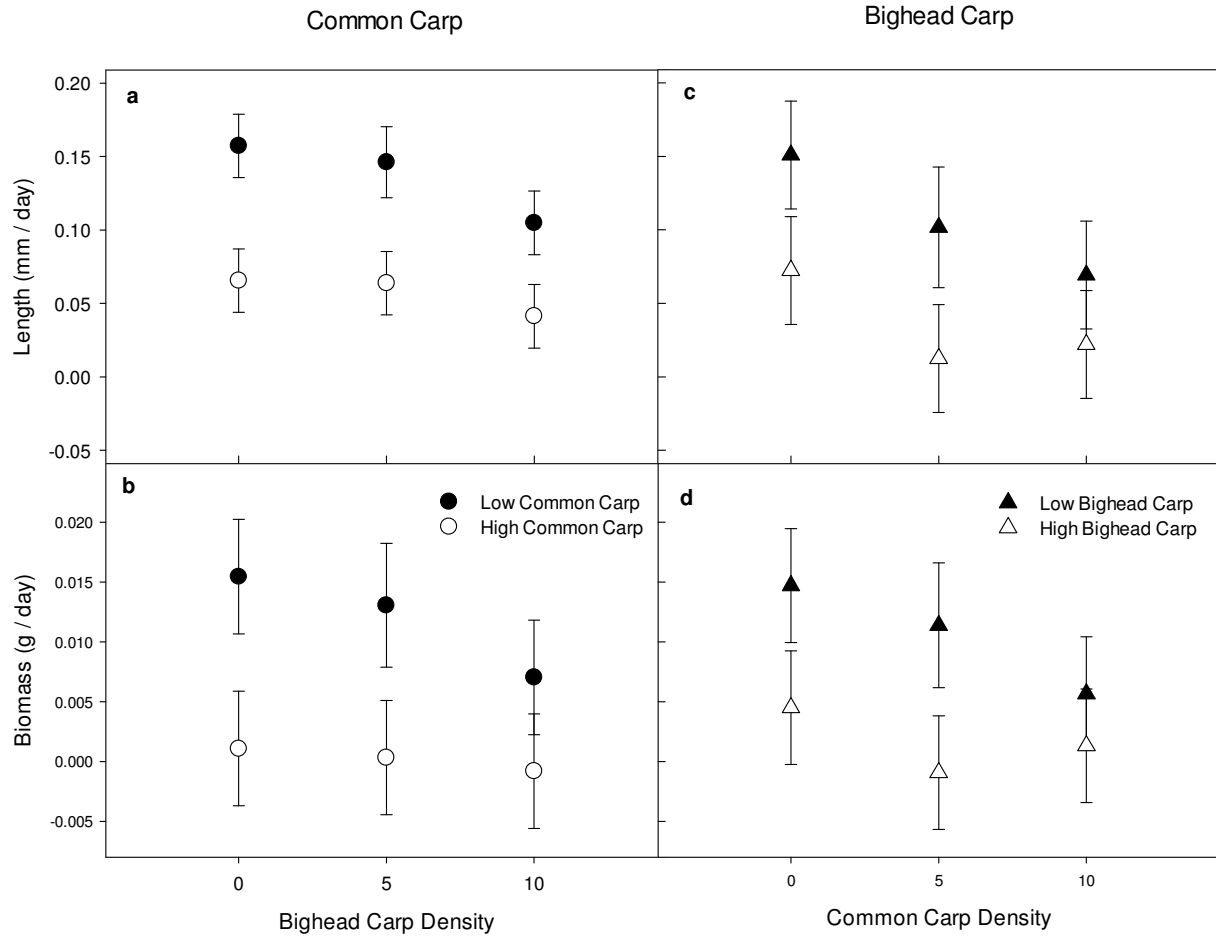 Common Carp
Bighead Carp
a
c
0.20
0.15
0.10
0.05
0.00
-0.05
Length (mm / day)
b
d
Low Common Carp
High Common Carp
Low Bighead Carp
High Bighead Carp
0.020
0.015
0.010
0.005
0.000
-0.005
Biomass (g / day)
0 5 10
0 5 10
Bighead Carp Density
Common Carp Density